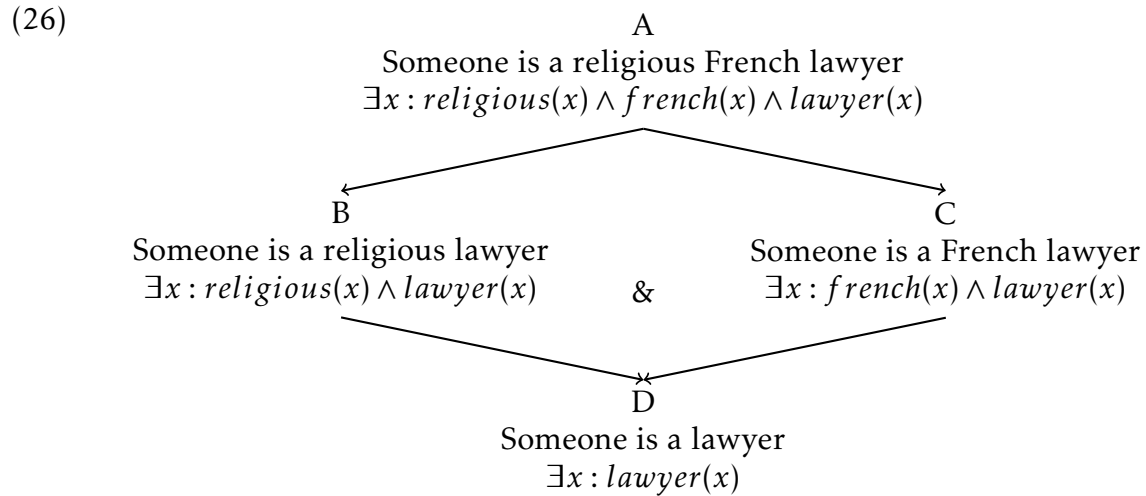 (26)
A
Someone is a religious French lawyer
∃x : religious(x) ∧ french(x) ∧ lawyer(x)
B
Someone is a religious lawyer
∃x : religious(x) ∧ lawyer(x)
&
C
Someone is a French lawyer
∃x : french(x) ∧ lawyer(x)
D
Someone is a lawyer
∃x : lawyer(x)